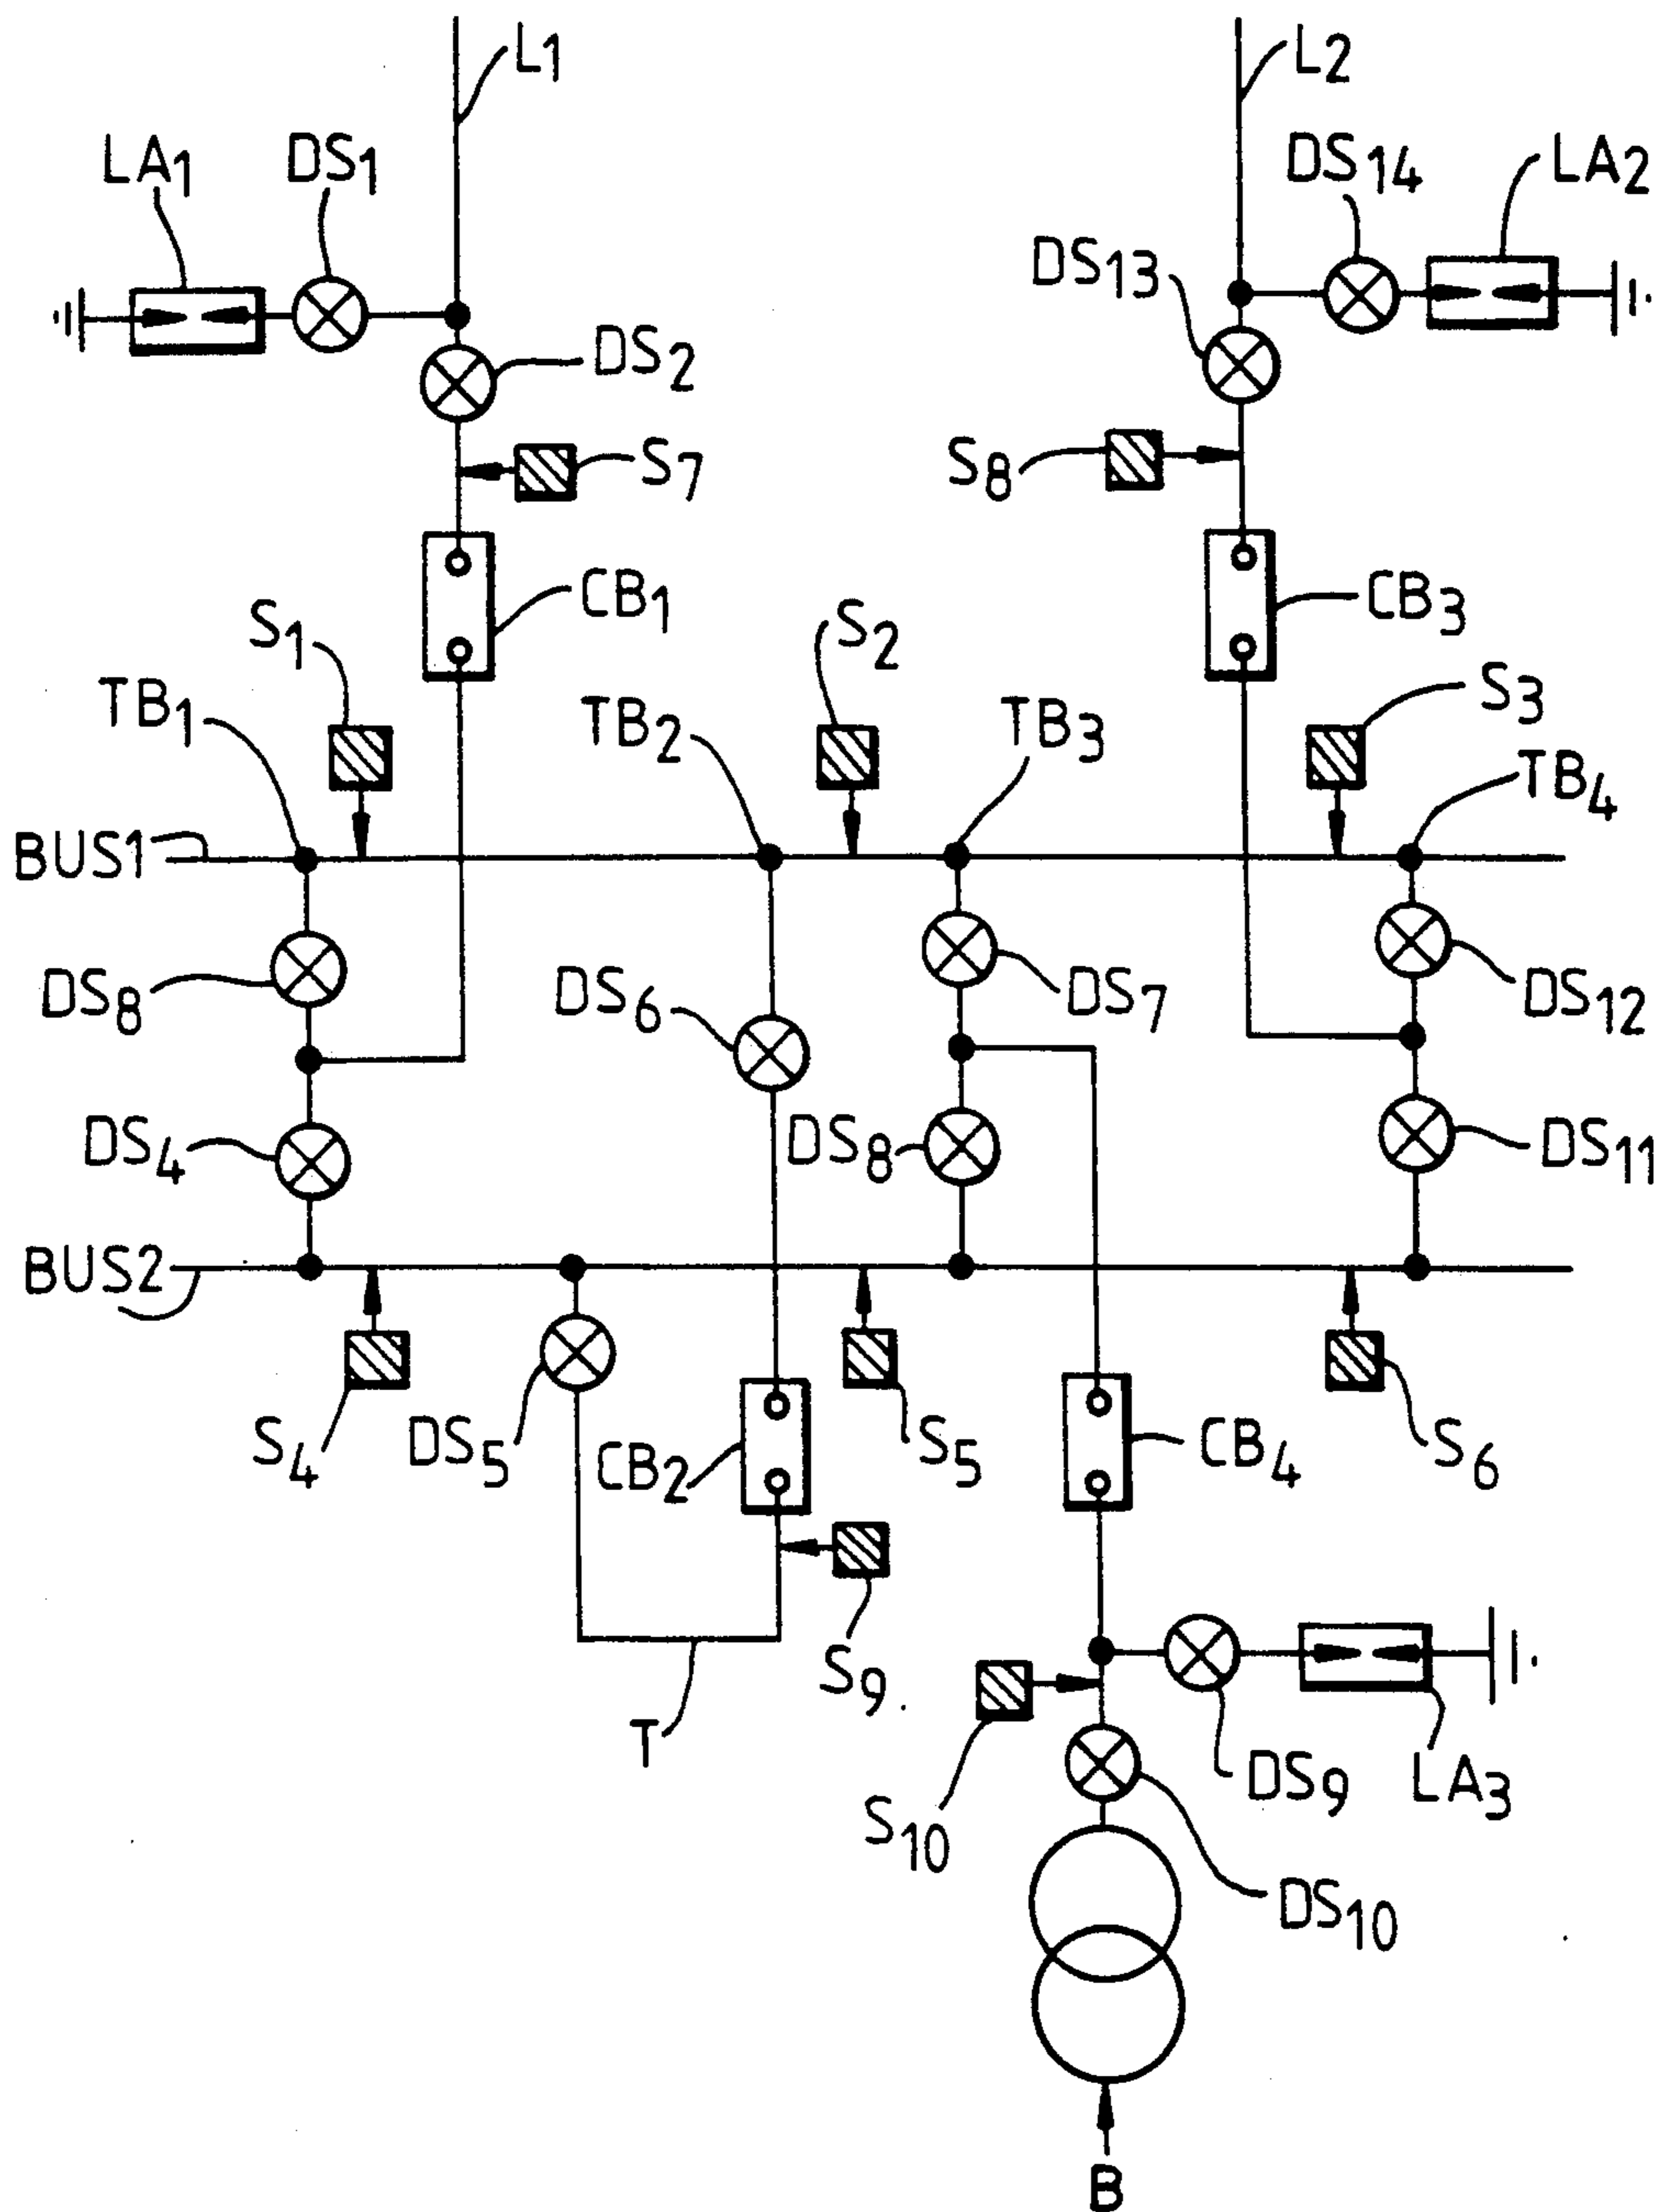 L1
L2
LA1
DS1
DS14
LA2
DS13
DS2
S7
S8
CB1
CB3
S1
S2
S3
TB1
TB2
TB3
TB4
BUS1
DS8
DS6
DS7
DS12
DS4
DS8
DS11
BUS2
S4
DS5
CB2
S5
CB4
S6
S9
T
S10
DS9
LA3
DS10
B